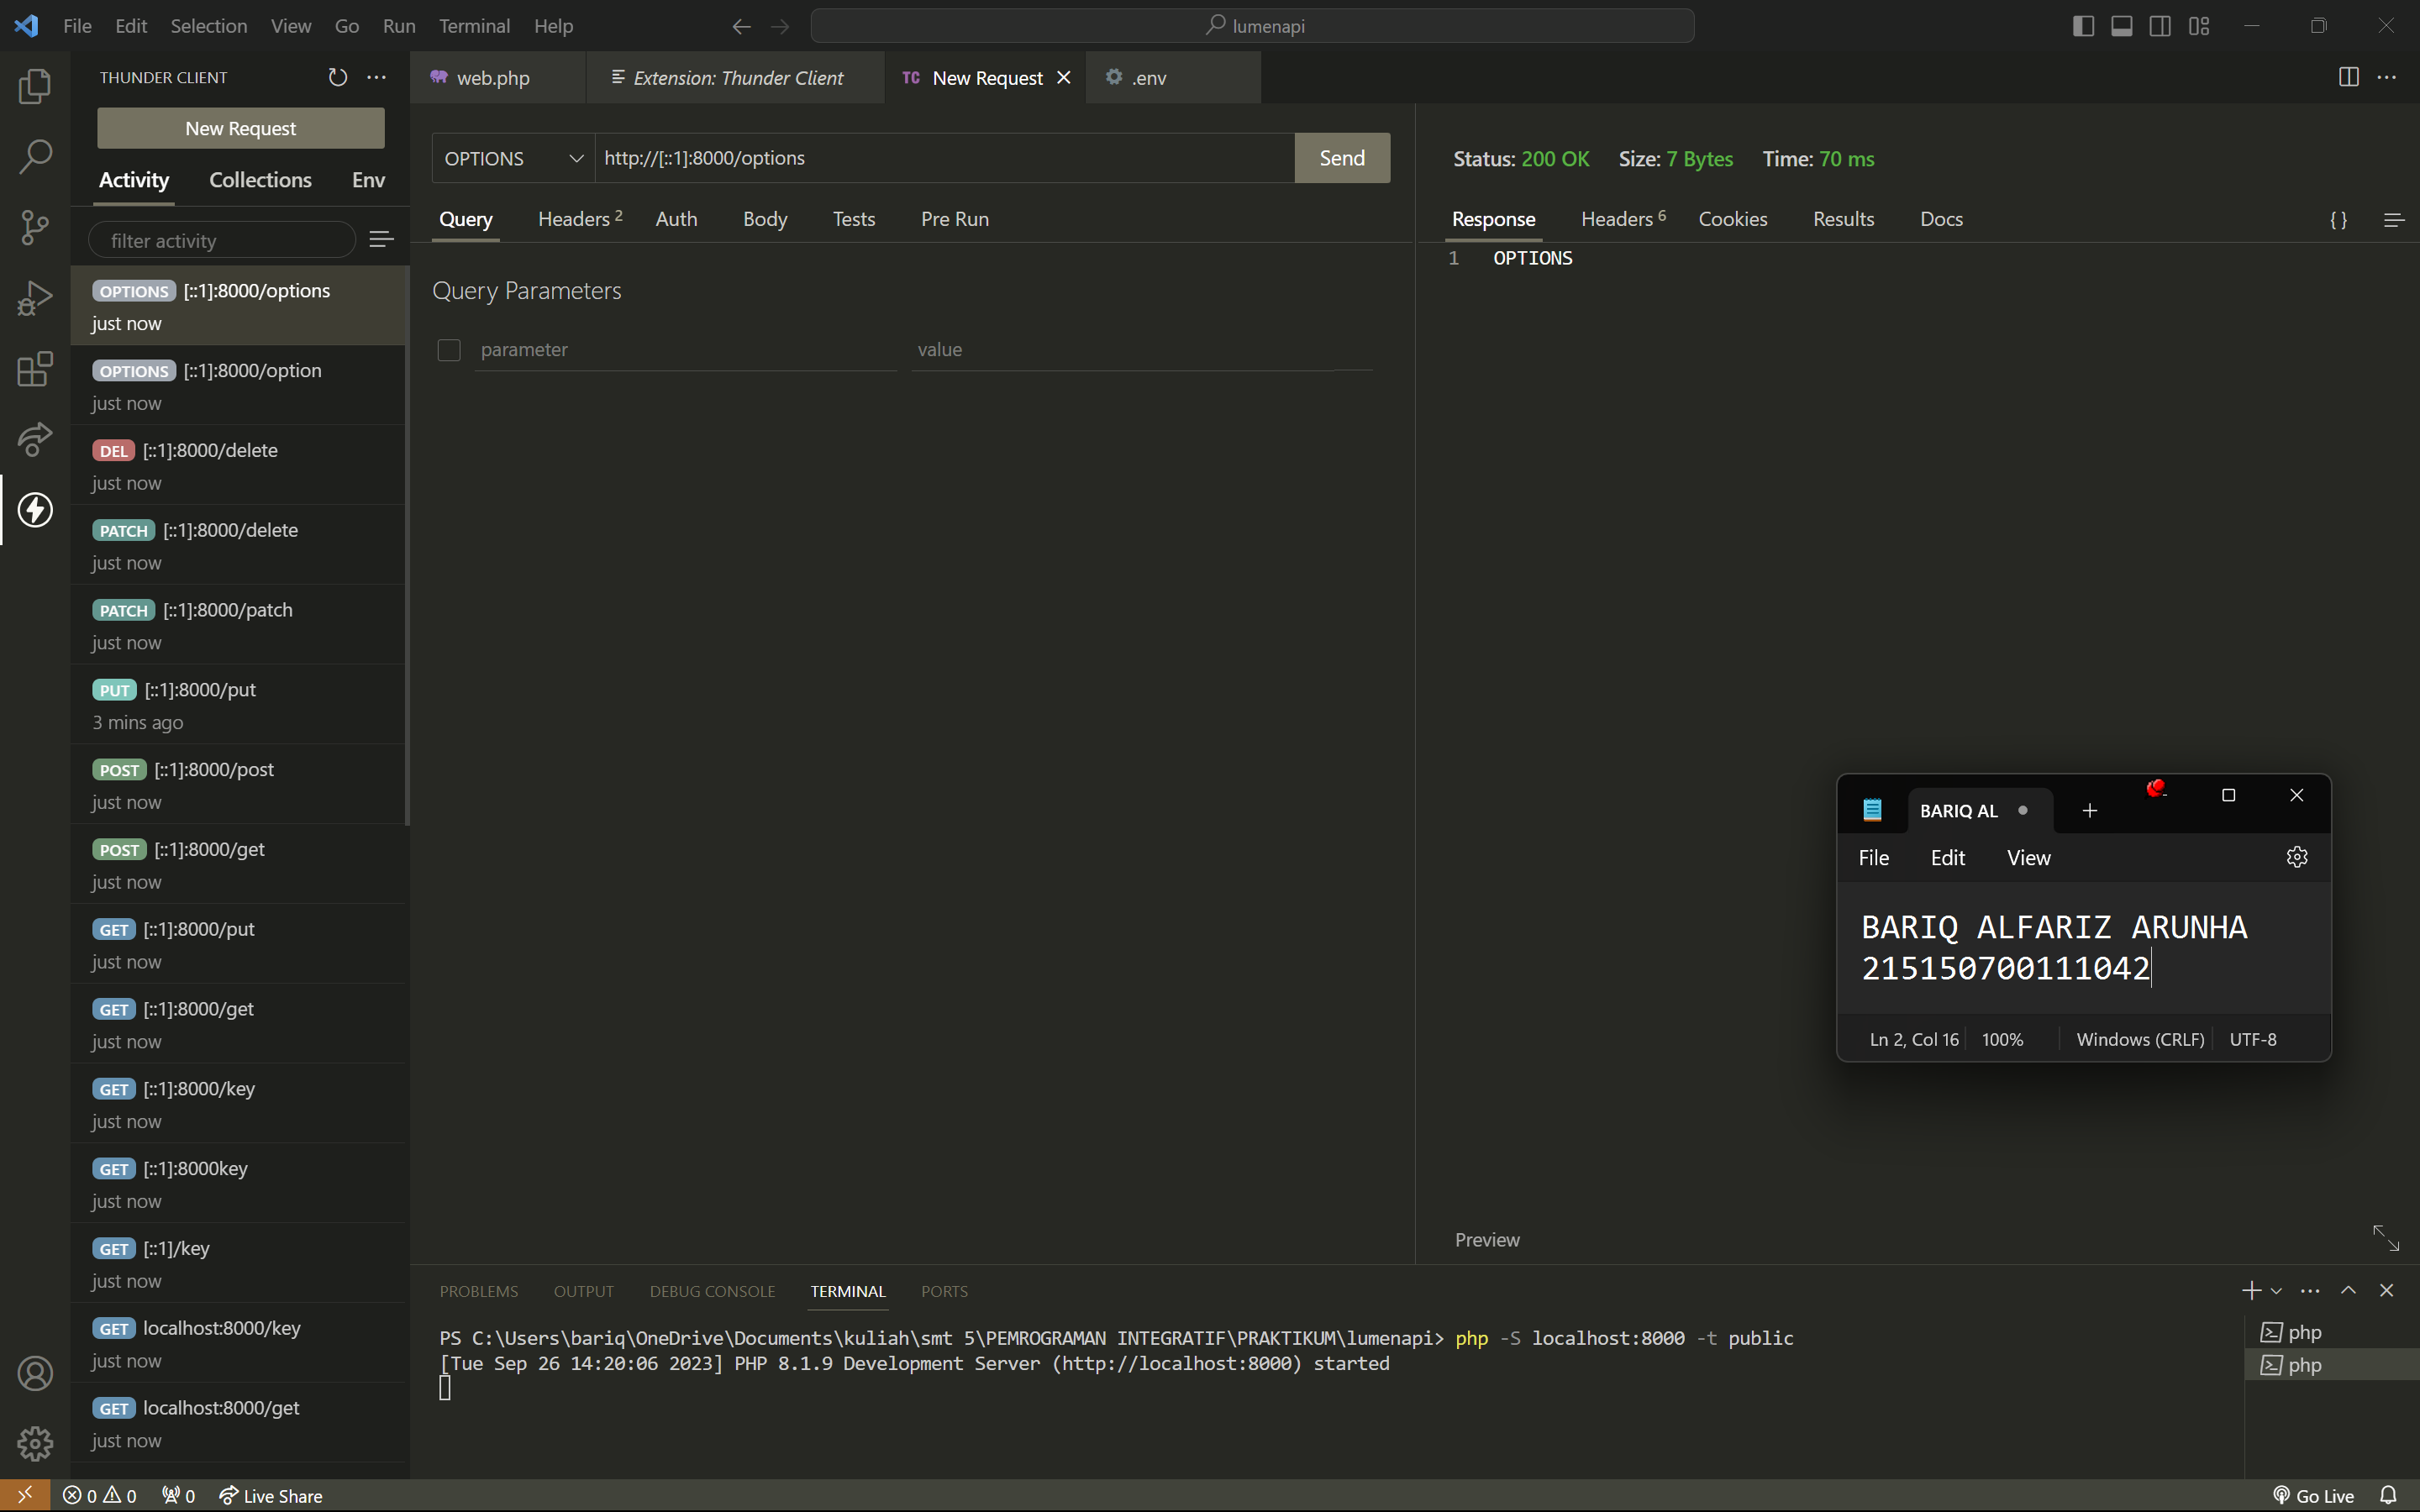 File Edit Selection View Go Run Terminal Help
lumenapi
THUNDER CLIENT
New Request
Activity Collections Env
filter activity
OPTIONS [::1]:8000/options
just now
OPTIONS [::1]:8000/option
just now
DEL [::1]:8000/delete
just now
PATCH [::1]:8000/delete
just now
PATCH [::1]:8000/patch
just now
PUT [::1]:8000/put
3 mins ago
POST [::1]:8000/post
just now
POST [::1]:8000/get
just now
GET [::1]:8000/put
just now
GET [::1]:8000/get
just now
GET [::1]:8000/key
just now
GET [::1]:8000key
just now
GET [::1]/key
just now
GET localhost:8000/key
just now
GET localhost:8000/get
just now
web.php Extension: Thunder Client TC New Request .env
OPTIONS http://[::1]:8000/options Send
Query Headers 2 Auth Body Tests Pre Run
Query Parameters
parameter value
Status: 200 OK Size: 7 Bytes Time: 70 ms
Response Headers 6 Cookies Results Docs {}
1 OPTIONS
BARIQ AL
File Edit View
BARIQ ALFARIZ ARUNHA
215150700111042
Ln 2, Col 16 100% Windows (CRLF) UTF-8
Preview
PROBLEMS OUTPUT DEBUG CONSOLE TERMINAL PORTS
PS C:\Users\bariq\OneDrive\Documents\kuliah\smt 5\PEMROGRAMAN INTEGRATIF\PRAKTIKUM\lumenapi> php -S localhost:8000 -t public
[Tue Sep 26 14:20:06 2023] PHP 8.1.9 Development Server (http://localhost:8000) started
php
php
0 0 0 Live Share
Go Live